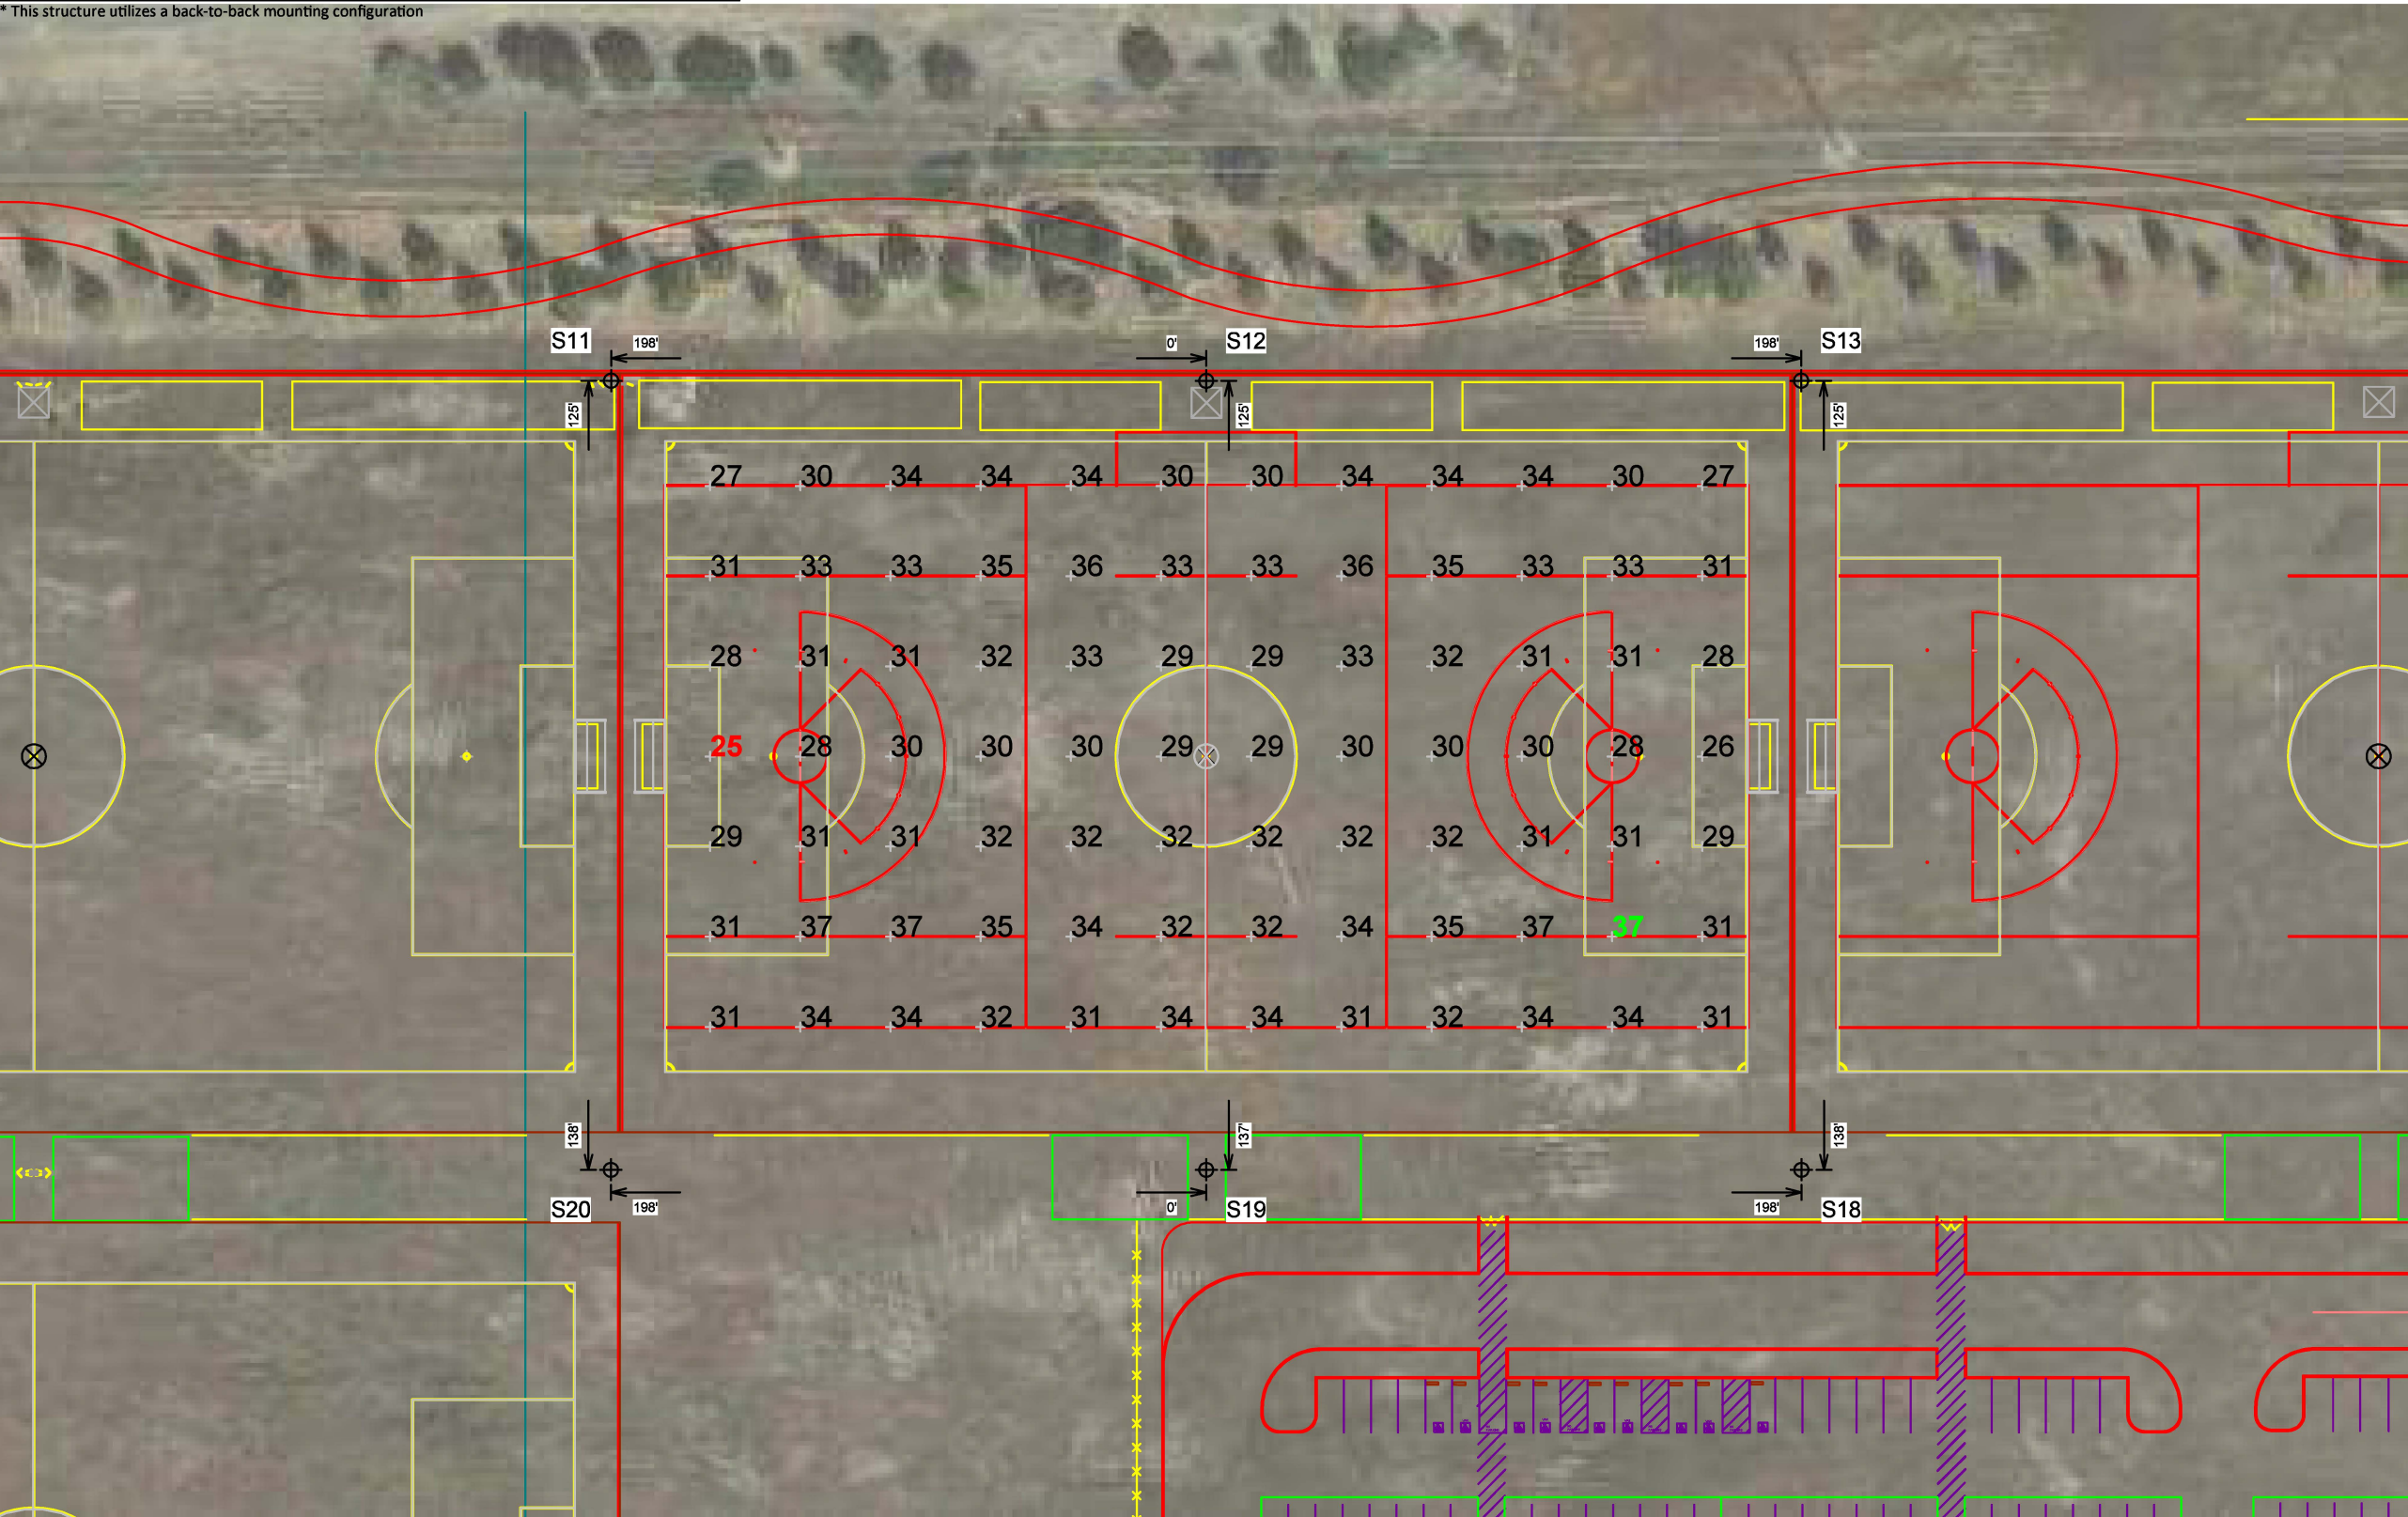 * This structure utilizes a back-to-back mounting configuration
S11 198' 0' S12 198' S13
125' 125' 125'
27 30 34 34 34 30 30 34 34 34 30 27
31 33 33 35 36 33 33 36 35 33 33 31
28 31 31 32 33 29 29 33 32 31 31 28
25 28 30 30 30 29 29 30 30 30 28 26
29 31 31 32 32 32 32 32 32 31 31 29
31 37 37 35 34 32 32 34 35 37 37 31
31 34 34 32 31 34 34 31 32 34 34 31
138' 137' 138'
S20 198' 0' S19 198' S18